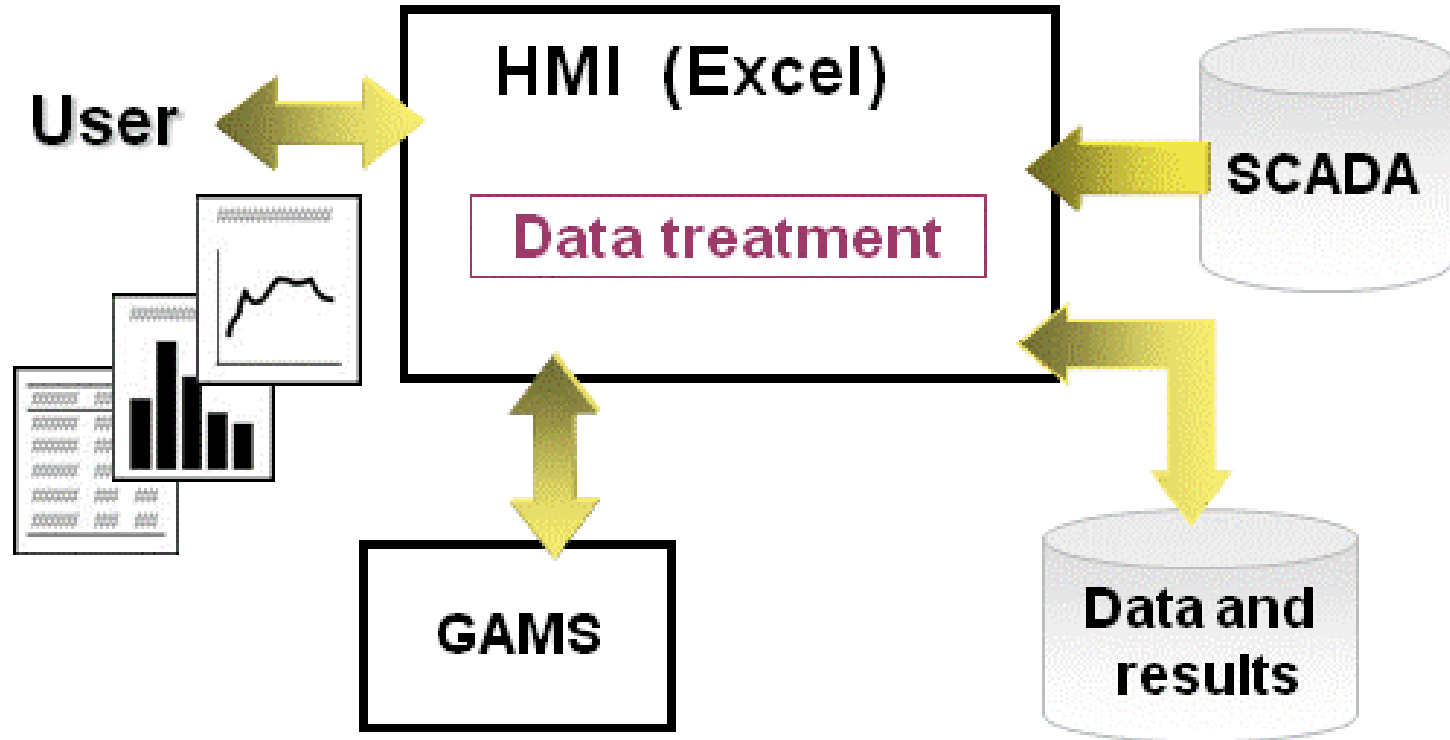 HMI (Excel)
User
SCADA
Data treatment
GAMS
Data and
results